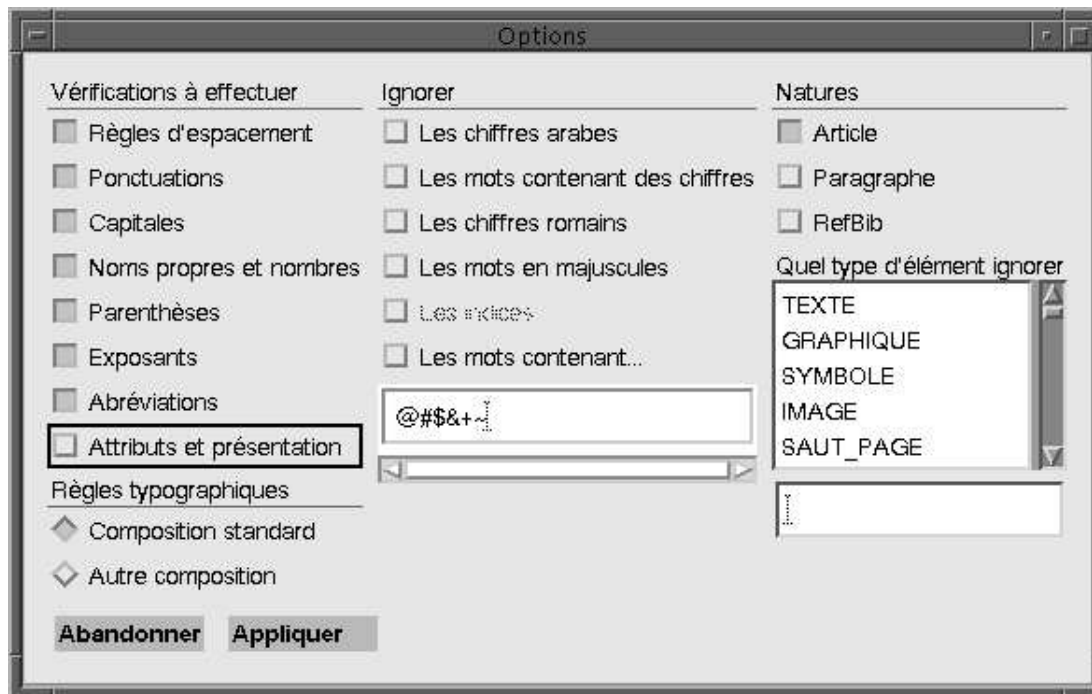 Options
Vérifications à effectuer
Règles d'espacement
Ponctuations
Capitales
Noms propres et nombres
Parenthèses
Exposants
Abréviations
Attributs et présentation
Règles typographiques
Composition standard
Autre composition
Abandonner Appliquer
Ignorer
Les chiffres arabes
Les mots contenant des chiffres
Les chiffres romains
Les mots en majuscules
Les indices
Les mots contenant...
@#$&+~
Natures
Article
Paragraphe
RefBib
Quel type d'élément ignorer
TEXTE
GRAPHIQUE
SYMBOLE
IMAGE
SAUT_PAGE